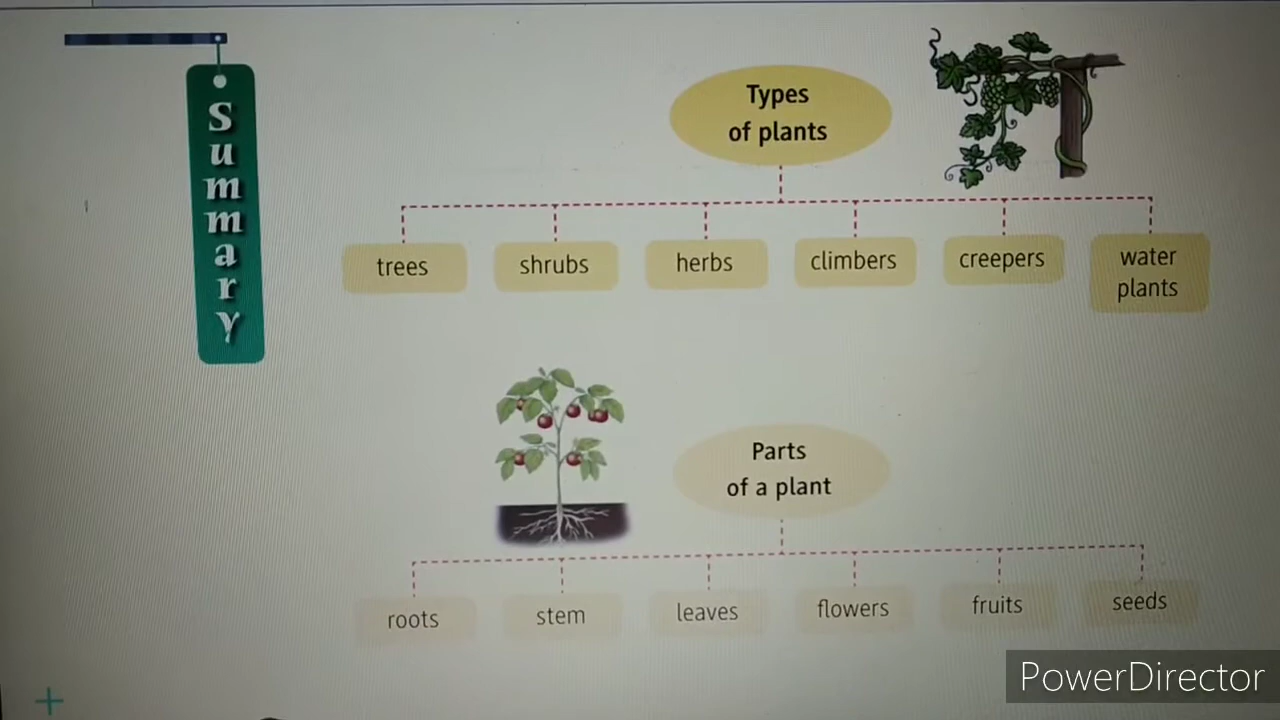 Summary
Types
of plants
trees
shrubs
herbs
climbers
creepers
water
plants
Parts
of a plant
roots
stem
leaves
flowers
fruits
seeds
PowerDirector